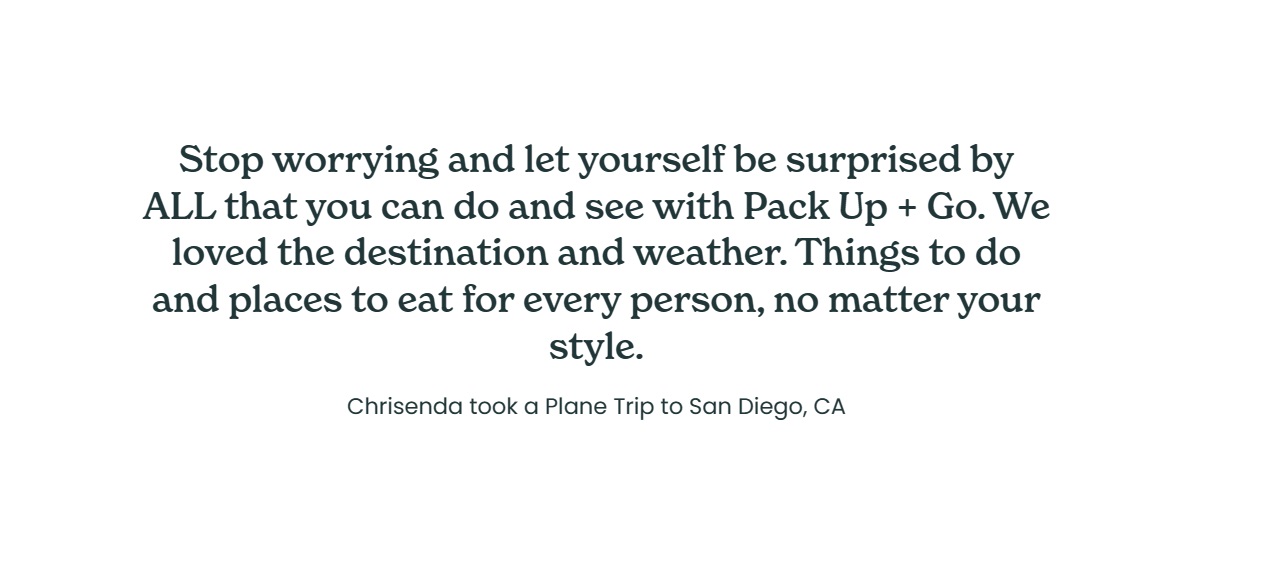 Stop worrying and let yourself be surprised by
ALL that you can do and see with Pack Up + Go. We
loved the destination and weather. Things to do
and places to eat for every person, no matter your
style.
Chrisenda took a Plane Trip to San Diego, CA